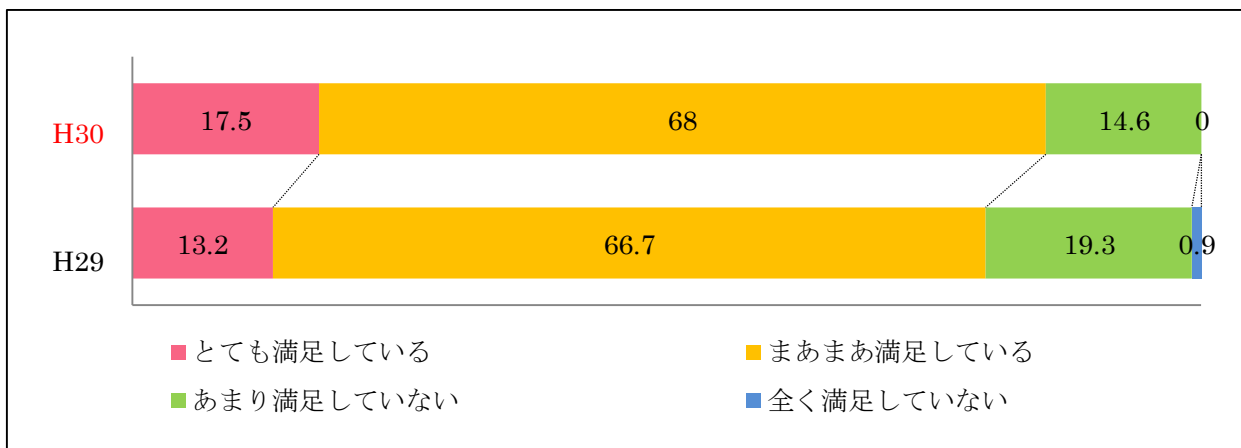 H30 17.5 68 14.6 0
H29 13.2 66.7 19.3 0.9
とても満足している まあまあ満足している
あまり満足していない 全く満足していない